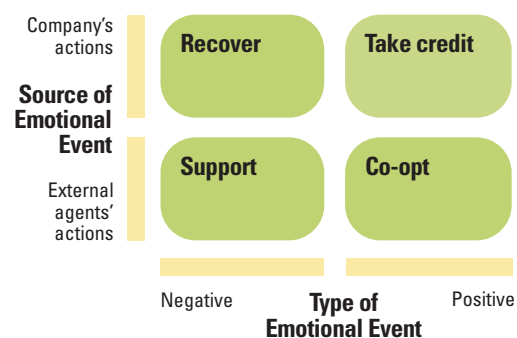 Company's
actions
Recover
Take credit
Source of
Emotional
Event
Support
Co-opt
External
agents'
actions
Negative
Type of
Emotional Event
Positive